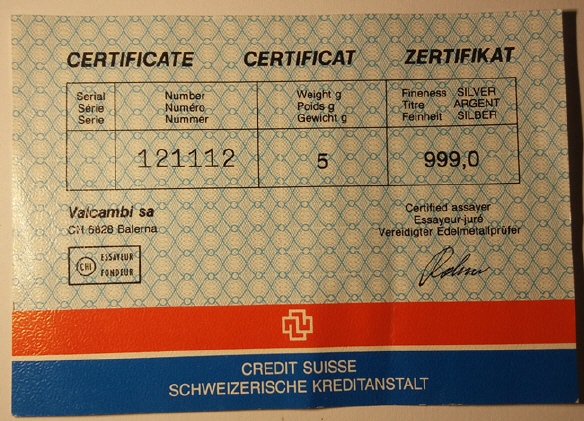 CERTIFICATE CERTIFICAT ZERTIFIKAT
Serial Number Weight g Fineness SILVER
Série Numéro Poids g Titre ARGENT
Serie Nummer Gewicht g Feinheit SILBER
121112 5 999,0
Valcambi sa
CH 6828 Balerna
CHI ESSAYEUR
FONDEUR
Certified assayer
Essayeur-juré
Vereidigter Edelmetallprüfer
CREDIT SUISSE
SCHWEIZERISCHE KREDITANSTALT